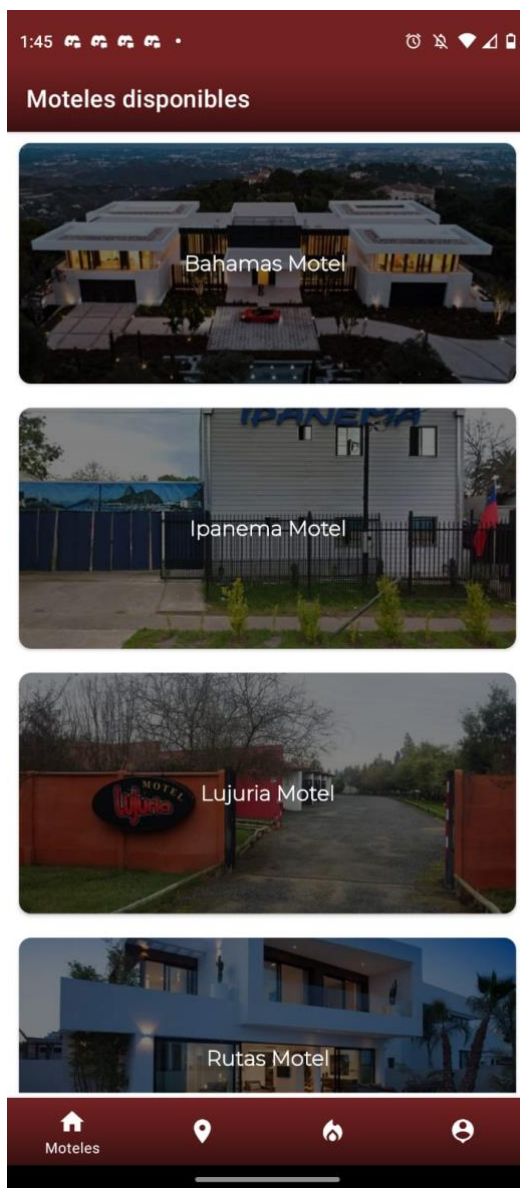 1:45
Moteles disponibles
Bahamas Motel
IPANEMA
Ipanema Motel
MOTEL
Lujuria
Lujuria Motel
Rutas Motel
Moteles